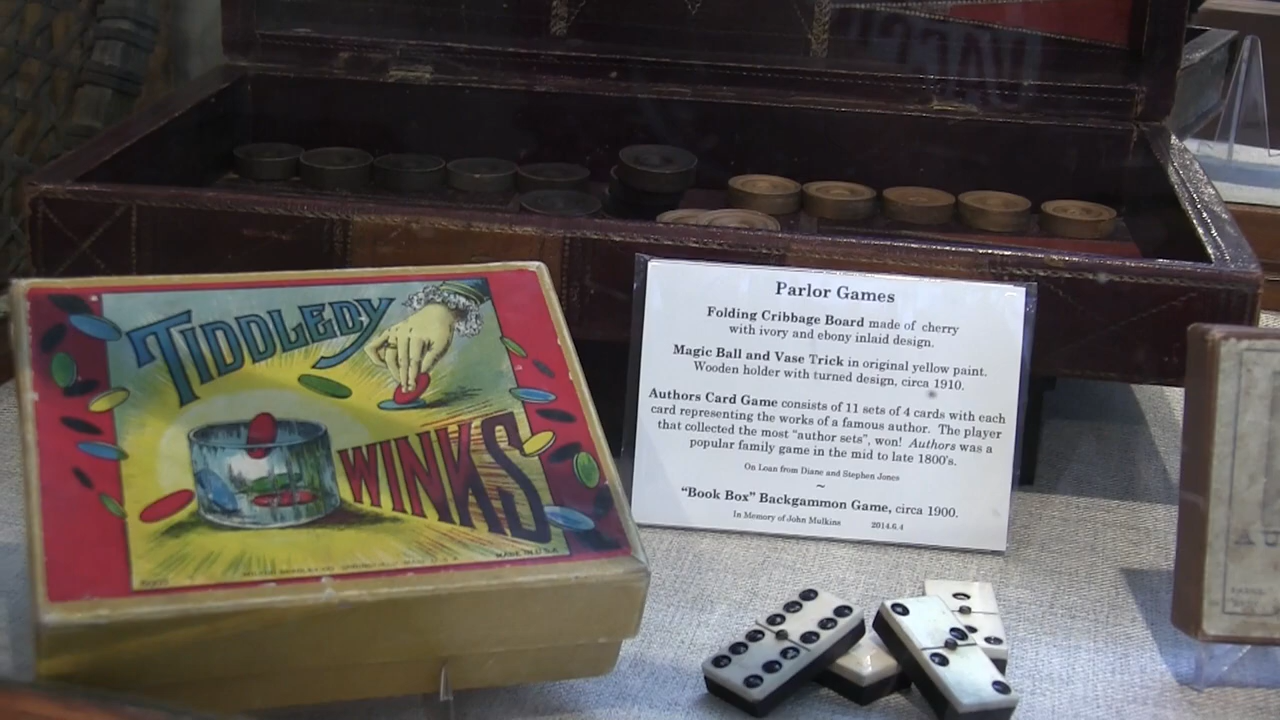 TIDDLEDY
WINKS
MADE IN U.S.A.
Parlor Games
Folding Cribbage Board made of cherry
with ivory and ebony inlaid design.
Magic Ball and Vase Trick in original yellow paint.
Wooden holder with turned design, circa 1910.
Authors Card Game consists of 11 sets of 4 cards with each
card representing the works of a famous author. The player
that collected the most "author sets", won! Authors was a
popular family game in the mid to late 1800's.
On Loan from Diane and Stephen Jones
~
"Book Box" Backgammon Game, circa 1900.
In Memory of John Mulkins 2014.6.4